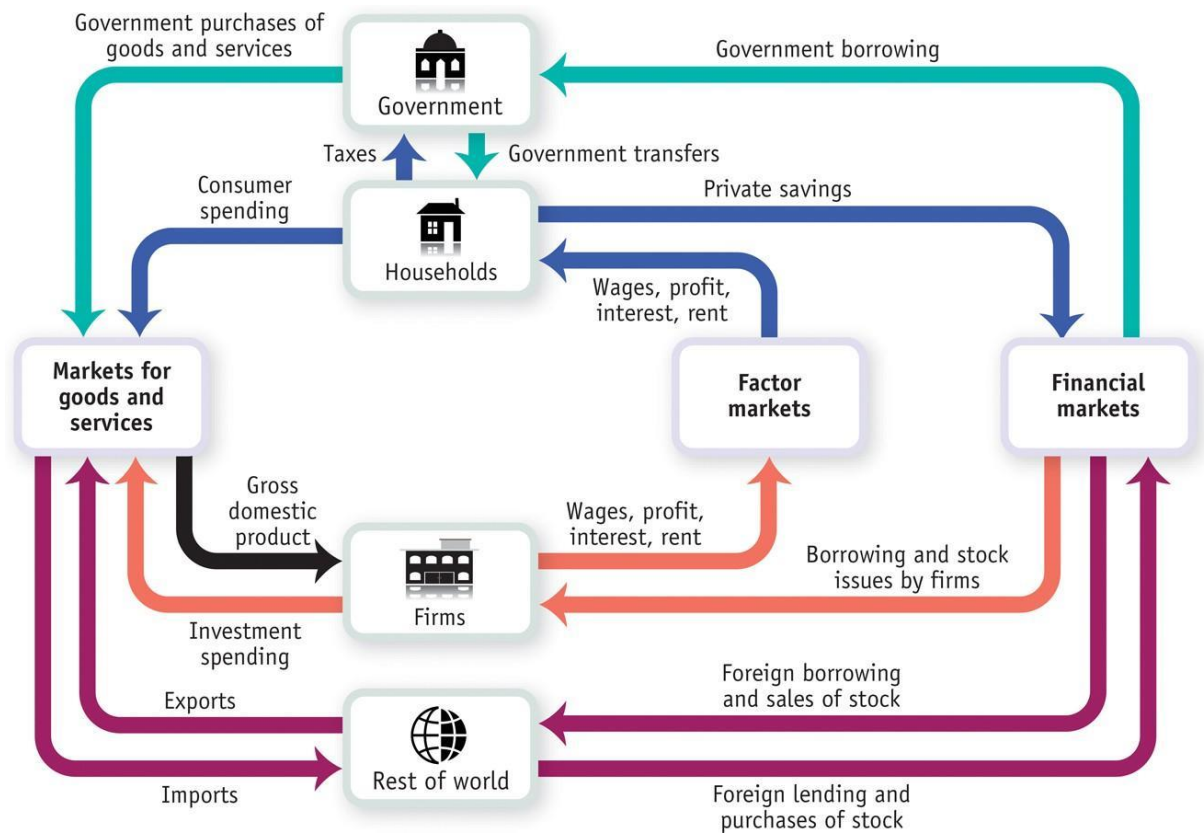 Government purchases of
goods and services
Government
Government borrowing
Taxes
Government transfers
Consumer
spending
Households
Private savings
Wages, profit,
interest, rent
Markets for
goods and
services
Factor
markets
Financial
markets
Gross
domestic
product
Wages, profit,
interest, rent
Firms
Borrowing and stock
issues by firms
Investment
spending
Exports
Foreign borrowing
and sales of stock
Rest of world
Imports
Foreign lending and
purchases of stock